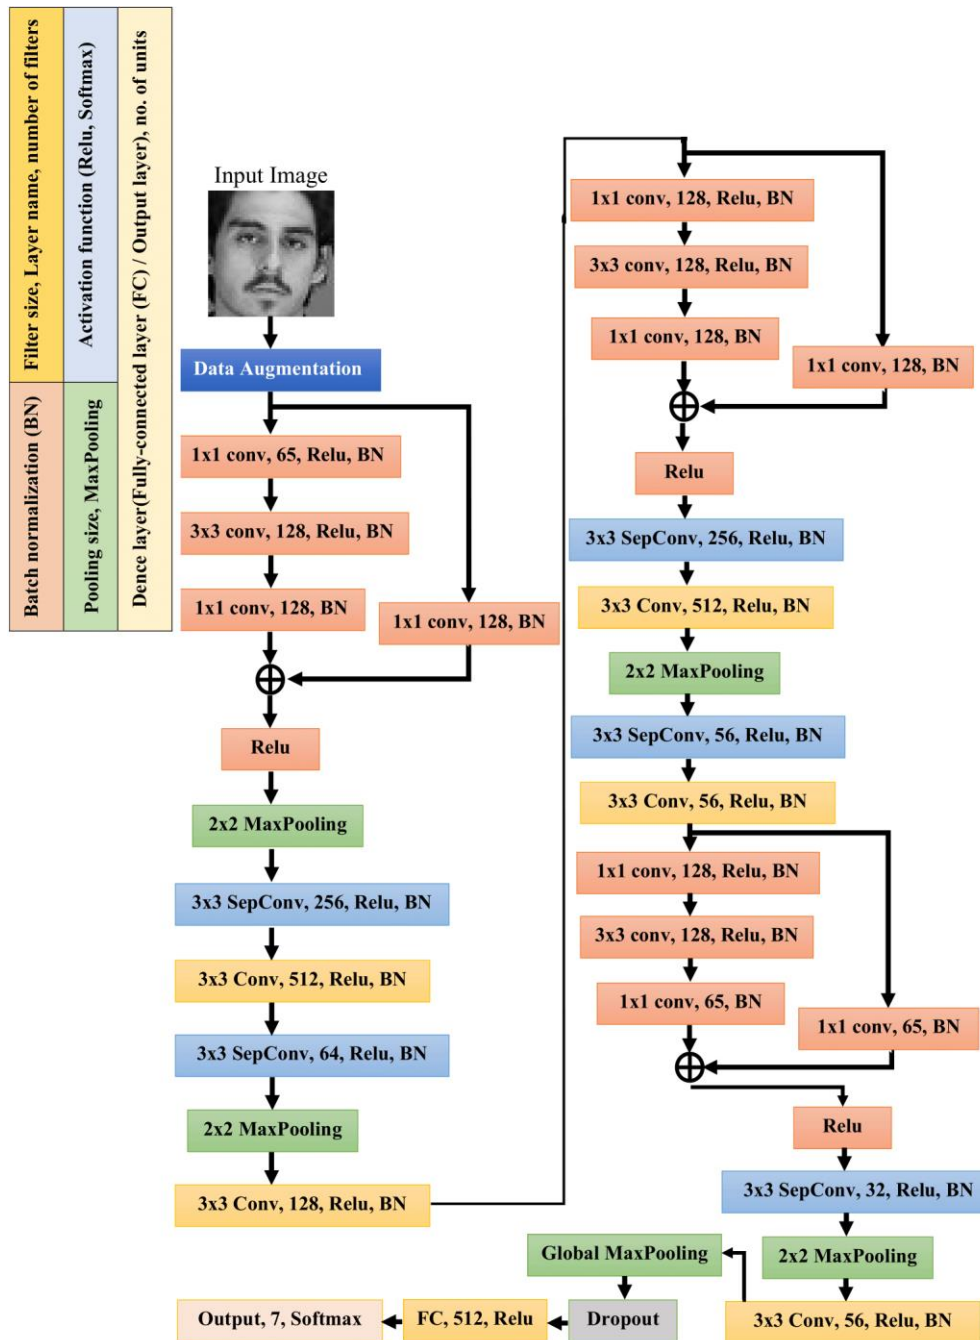 Filter size, Layer name, number of filters
Activation function (Relu, Softmax)
Dence layer(Fully-connected layer (FC) / Output layer), no. of units
Batch normalization (BN)
Pooling size, MaxPooling
Input Image
Data Augmentation
1x1 conv, 65, Relu, BN
3x3 conv, 128, Relu, BN
1x1 conv, 128, BN
1x1 conv, 128, BN
Relu
2x2 MaxPooling
3x3 SepConv, 256, Relu, BN
3x3 Conv, 512, Relu, BN
3x3 SepConv, 64, Relu, BN
2x2 MaxPooling
3x3 Conv, 128, Relu, BN
1x1 conv, 128, Relu, BN
3x3 conv, 128, Relu, BN
1x1 conv, 128, BN
1x1 conv, 128, BN
Relu
3x3 SepConv, 256, Relu, BN
3x3 Conv, 512, Relu, BN
2x2 MaxPooling
3x3 SepConv, 56, Relu, BN
3x3 Conv, 56, Relu, BN
1x1 conv, 128, Relu, BN
3x3 conv, 128, Relu, BN
1x1 conv, 65, BN
1x1 conv, 65, BN
Relu
3x3 SepConv, 32, Relu, BN
2x2 MaxPooling
3x3 Conv, 56, Relu, BN
Global MaxPooling
Dropout
FC, 512, Relu
Output, 7, Softmax